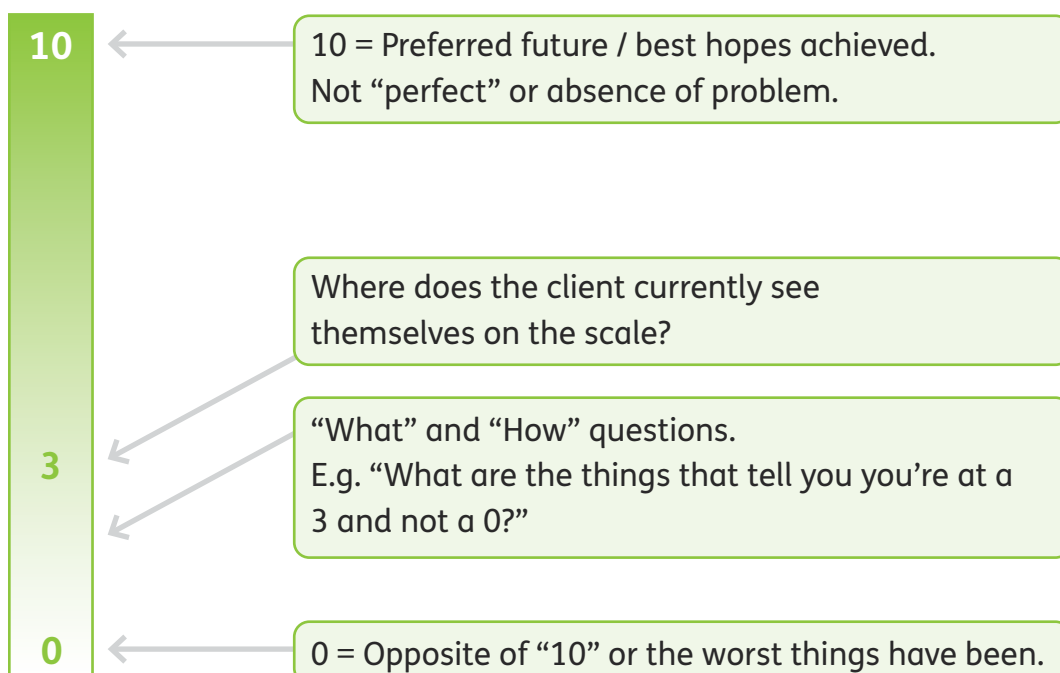 10
10 = Preferred future / best hopes achieved.
Not “perfect” or absence of problem.
Where does the client currently see
themselves on the scale?
“What” and “How” questions.
3
E.g. “What are the things that tell you you’re at a
3 and not a 0?”
0
0 = Opposite of “10” or the worst things have been.